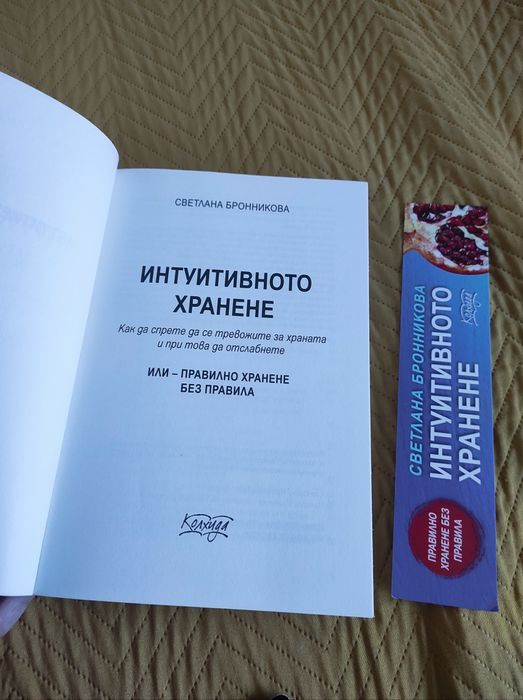 СВЕТЛАНА БРОННИКОВА
ИНТУИТИВНОТО
ХРАНЕНЕ
Как да спрете да се тревожите за храната
и при това да отслабнете
ИЛИ – ПРАВИЛНО ХРАНЕНЕ
БЕЗ ПРАВИЛА
Колхида
СВЕТЛАНА БРОННИКОВА
ИНТУИТИВНОТО
ХРАНЕНЕ
Колхида
ПРАВИЛНО
ХРАНЕНЕ БЕЗ
ПРАВИЛА